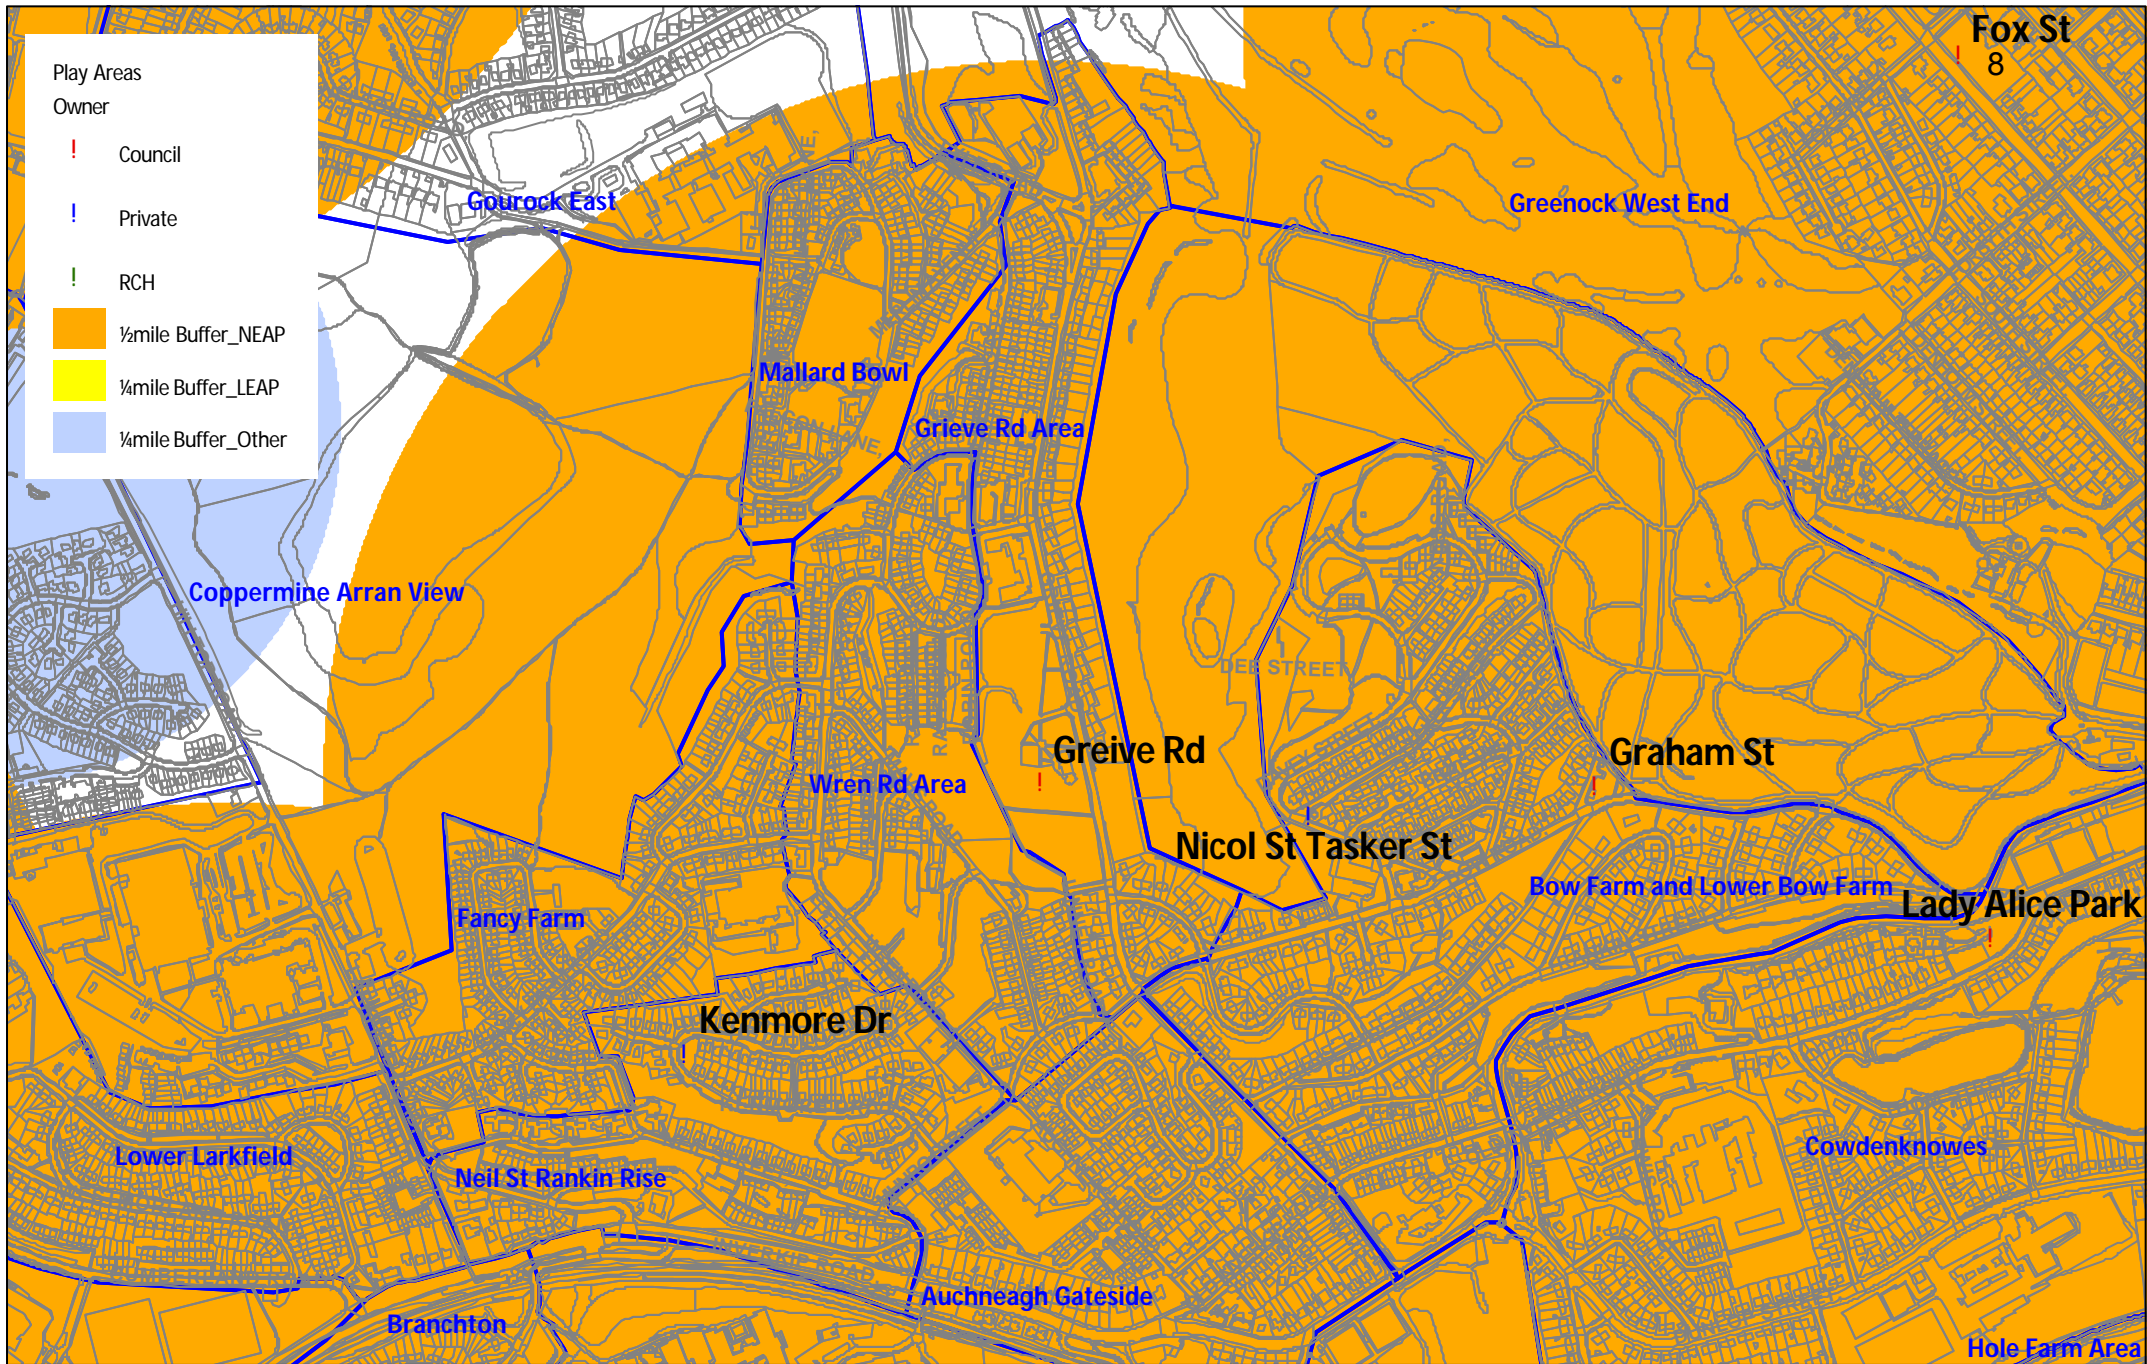 Fox St
8
Play Areas
Owner
! Council
! Private
! RCH
½mile Buffer_NEAP
¼mile Buffer_LEAP
¼mile Buffer_Other
Gourock East
Greenock West End
Mallard Bowl
Grieve Rd Area
Coppermine Arran View
DEE STREET
Greive Rd
Graham St
Wren Rd Area
Nicol St Tasker St
Bow Farm and Lower Bow Farm
Lady Alice Park
Fancy Farm
Kenmore Dr
Lower Larkfield
Neil St Rankin Rise
Cowdenknowes
Auchneagh Gateside
Branchton
Hole Farm Area